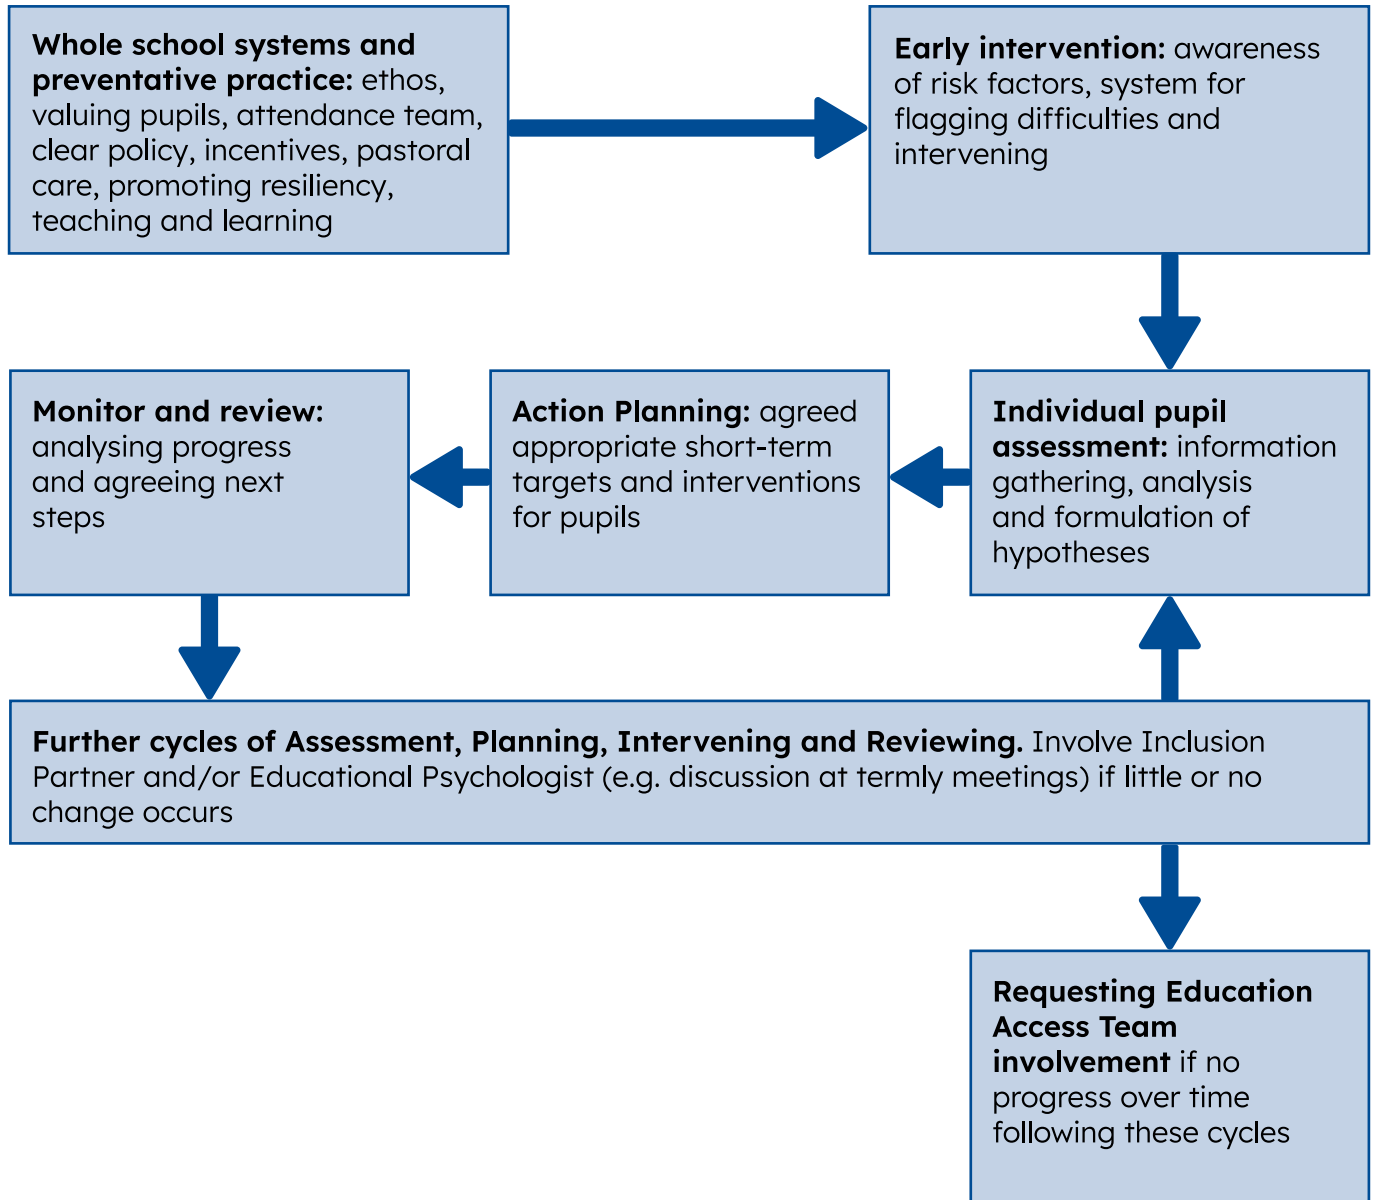 Whole school systems and
preventative practice: ethos,
valuing pupils, attendance team,
clear policy, incentives, pastoral
care, promoting resiliency,
teaching and learning
Early intervention: awareness
of risk factors, system for
flagging difficulties and
intervening
Individual pupil
assessment: information
gathering, analysis
and formulation of
hypotheses
Action Planning: agreed
appropriate short-term
targets and interventions
for pupils
Monitor and review:
analysing progress
and agreeing next
steps
Further cycles of Assessment, Planning, Intervening and Reviewing. Involve Inclusion
Partner and/or Educational Psychologist (e.g. discussion at termly meetings) if little or no
change occurs
Requesting Education
Access Team
involvement if no
progress over time
following these cycles